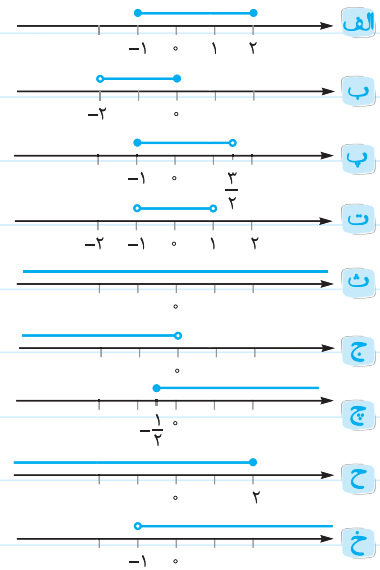 الف
−۱ ۰ ۱ ۲
ب
−۲ ۰
پ
−۱ ۰ ۳/۲
ت
−۲ −۱ ۰ ۱ ۲
ث
۰
ج
۰
چ
−۱/۲ ۰
ح
۰ ۲
خ
−۱ ۰